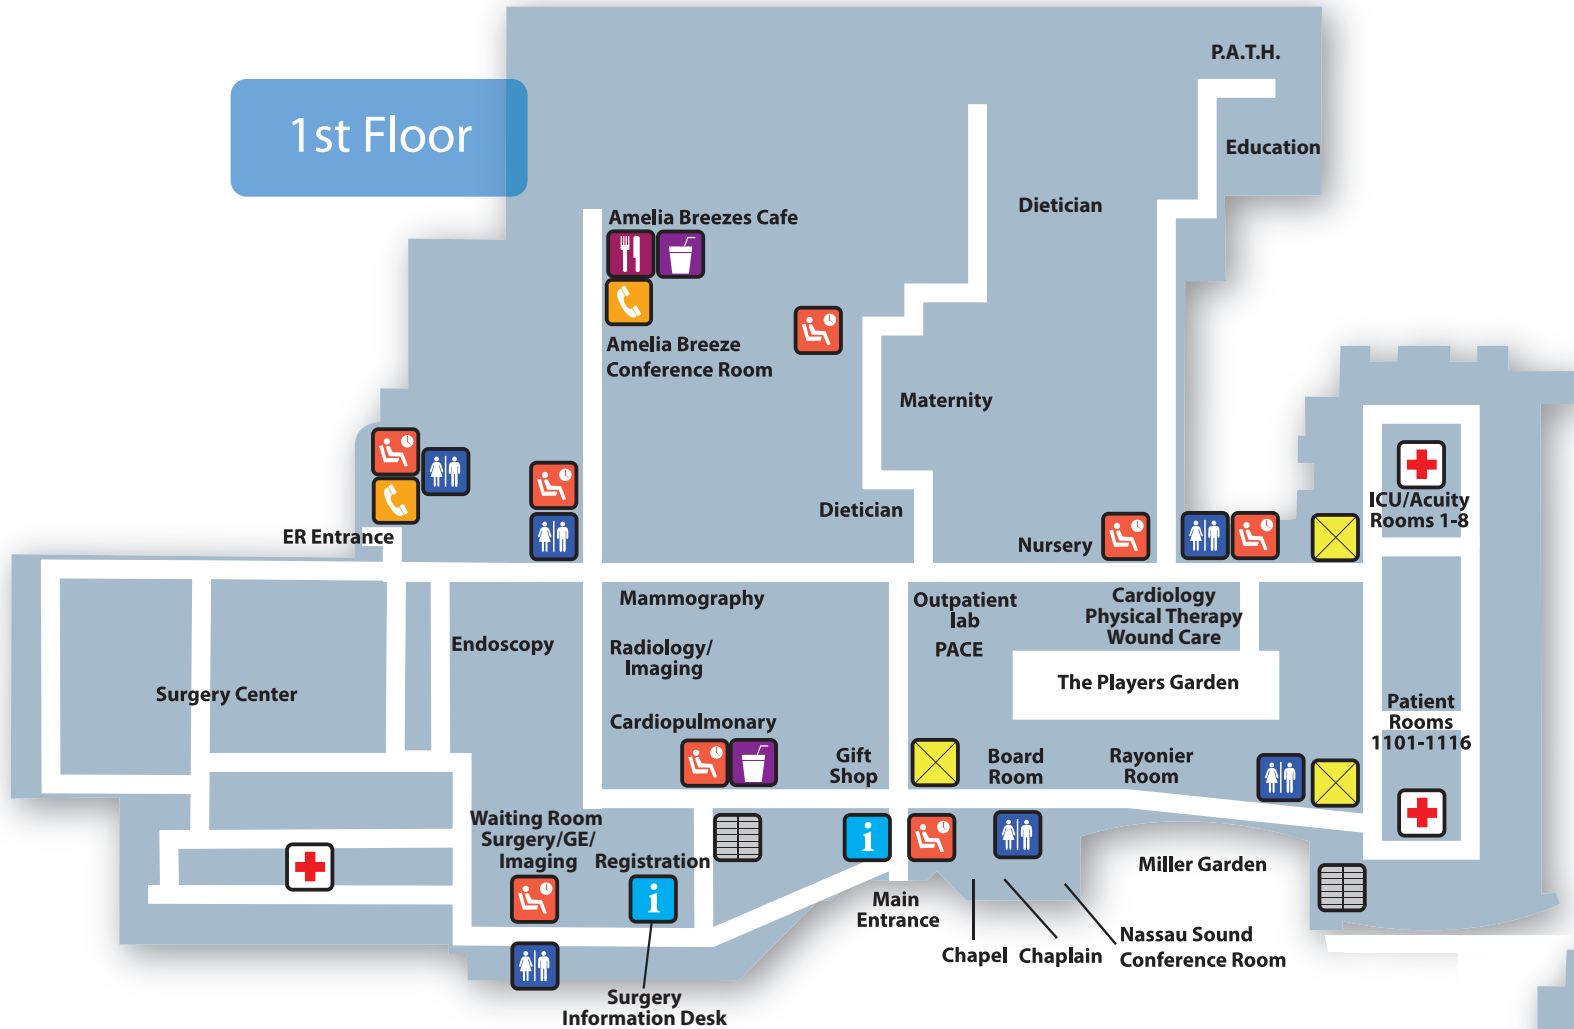 1st Floor
P.A.T.H.
Education
Dietician
Amelia Breezes Cafe
Amelia Breeze
Conference Room
Maternity
ICU/Acuity
Rooms 1-8
Dietician
ER Entrance
Nursery
Mammography
Outpatient
lab
PACE
Cardiology
Physical Therapy
Wound Care
Endoscopy
Radiology/
Imaging
The Players Garden
Surgery Center
Patient
Rooms
1101-1116
Cardiopulmonary
Gift
Shop
Board
Room
Rayonier
Room
Waiting Room
Surgery/GE/
Imaging
Registration
i
i
Miller Garden
Main
Entrance
Chapel
Chaplain
Nassau Sound
Conference Room
Surgery
Information Desk